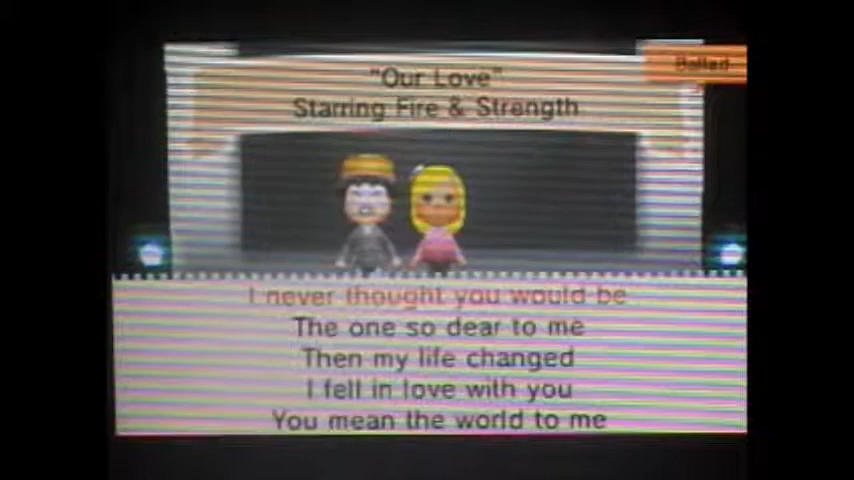 Ballad
"Our Love"
Starring Fire & Strength
I never thought you would be
The one so dear to me
Then my life changed
I fell in love with you
You mean the world to me